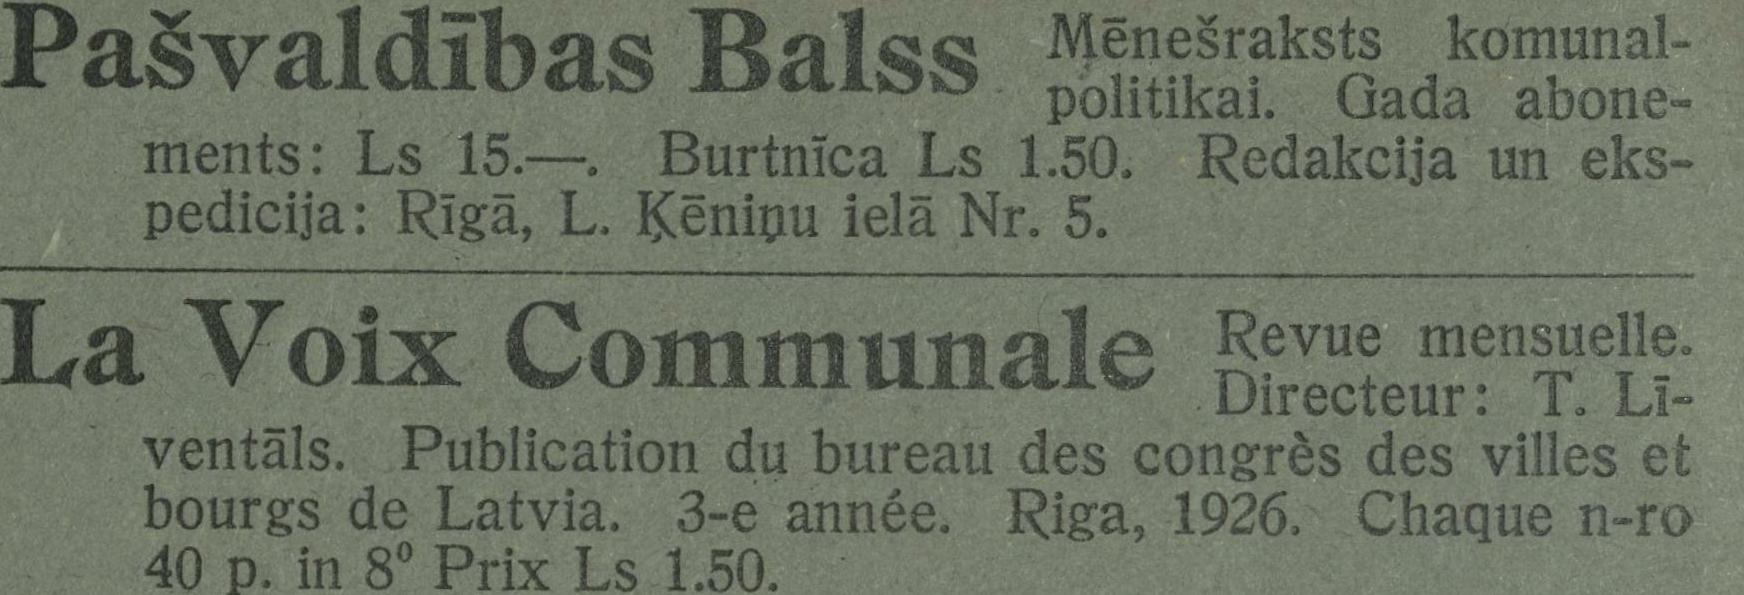 Pašvaldības Balss Mēnešraksts komunal-
politikai. Gada abone-
ments: Ls 15.—. Burtnīca Ls 1.50. Redakcija un eks-
pedicija: Rīgā, L. Ķēniņu ielā Nr. 5.
La Voix Communale Revue mensuelle.
Directeur: T. Lī-
ventāls. Publication du bureau des congrès des villes et
bourgs de Latvia. 3-e année. Riga, 1926. Chaque n-ro
40 p. in 8⁰ Prix Ls 1.50.